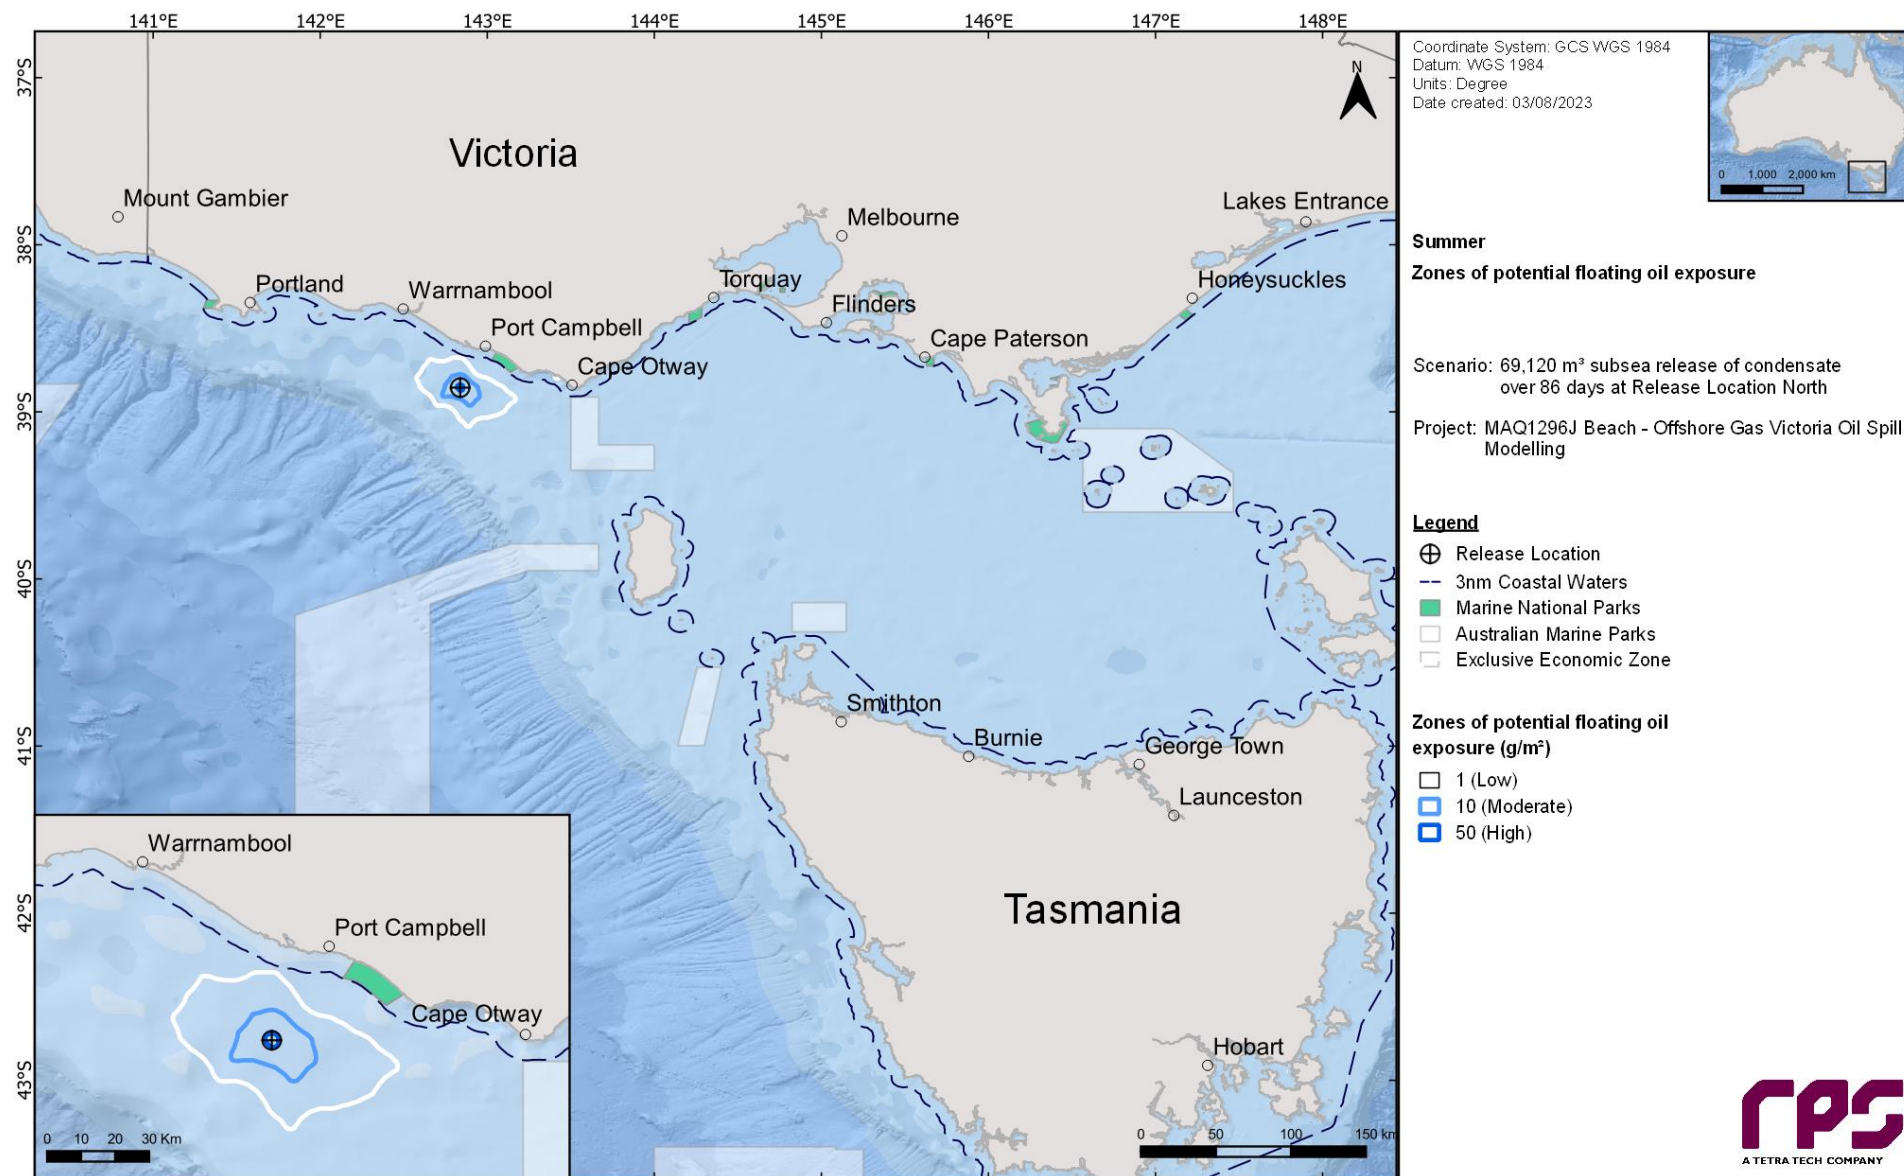 141°E 142°E 143°E 144°E 145°E 146°E 147°E 148°E
37°S
38°S
39°S
40°S
41°S
42°S
43°S
N
Victoria
Mount Gambier
Portland
Warrnambool
Port Campbell
Cape Otway
Torquay
Melbourne
Flinders
Cape Paterson
Lakes Entrance
Honeysuckles
Smithton
Burnie
George Town
Launceston
Tasmania
Hobart
0 50 100 150 km
Warrnambool
Port Campbell
Cape Otway
0 10 20 30 Km
Coordinate System: GCS WGS 1984
Datum: WGS 1984
Units: Degree
Date created: 03/08/2023
0 1,000 2,000 km
Summer
Zones of potential floating oil exposure
Scenario: 69,120 m³ subsea release of condensate
over 86 days at Release Location North
Project: MAQ1296J Beach - Offshore Gas Victoria Oil Spill
Modelling
Legend
Release Location
3nm Coastal Waters
Marine National Parks
Australian Marine Parks
Exclusive Economic Zone
Zones of potential floating oil
exposure (g/m²)
1 (Low)
10 (Moderate)
50 (High)
rps
A TETRA TECH COMPANY